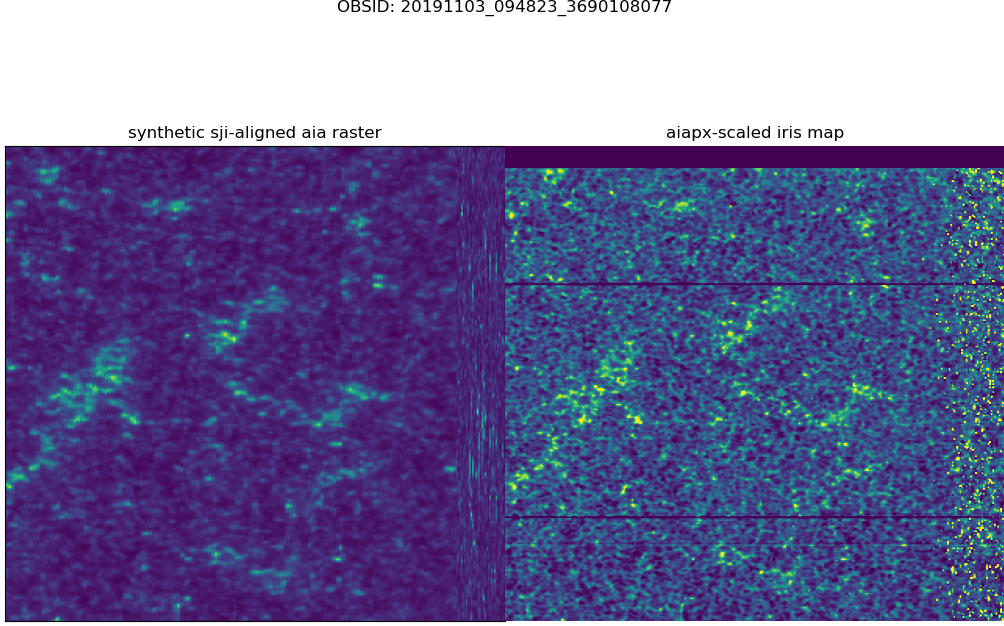 OBSID: 20191103_094823_3690108077
synthetic sji-aligned aia raster
aiapx-scaled iris map